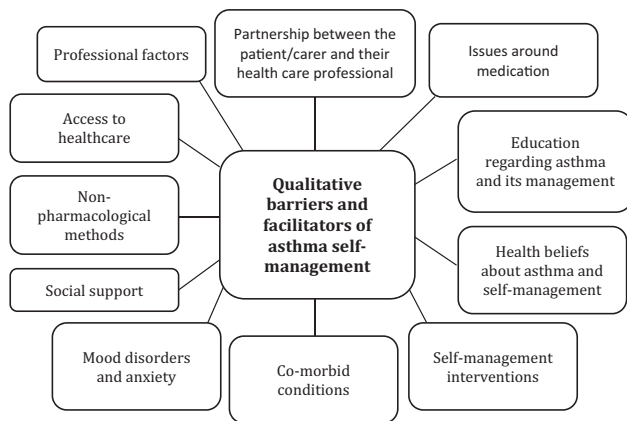 Professional factors
Partnership between the
patient/carer and their
health care professional
Issues around
medication
Access to
healthcare
Education
regarding asthma
and its management
Non-
pharmacological
methods
Qualitative
barriers and
facilitators of
asthma self-
management
Health beliefs
about asthma and
self-management
Social support
Mood disorders
and anxiety
Co-morbid
conditions
Self-management
interventions